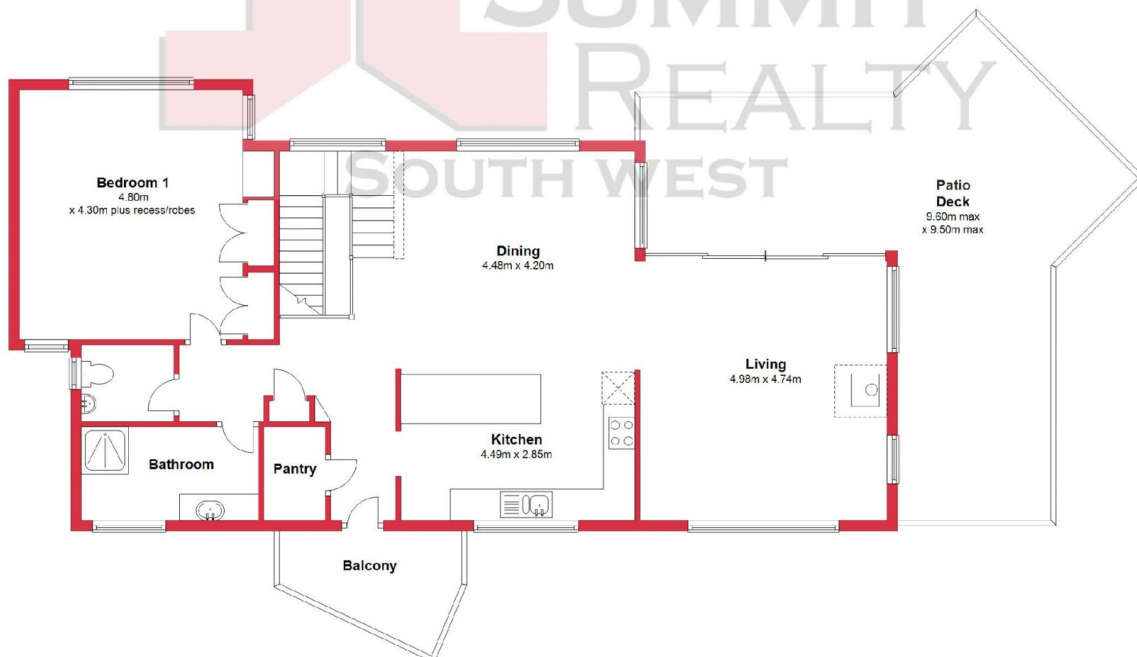 SUMMIT
REALTY
SOUTH WEST
Bedroom 1
4.80m
x 4.30m plus recess/robes
Patio
Deck
9.60m max
x 9.50m max
Dining
4.48m x 4.20m
Living
4.98m x 4.74m
Kitchen
4.49m x 2.85m
Bathroom
Pantry
Balcony